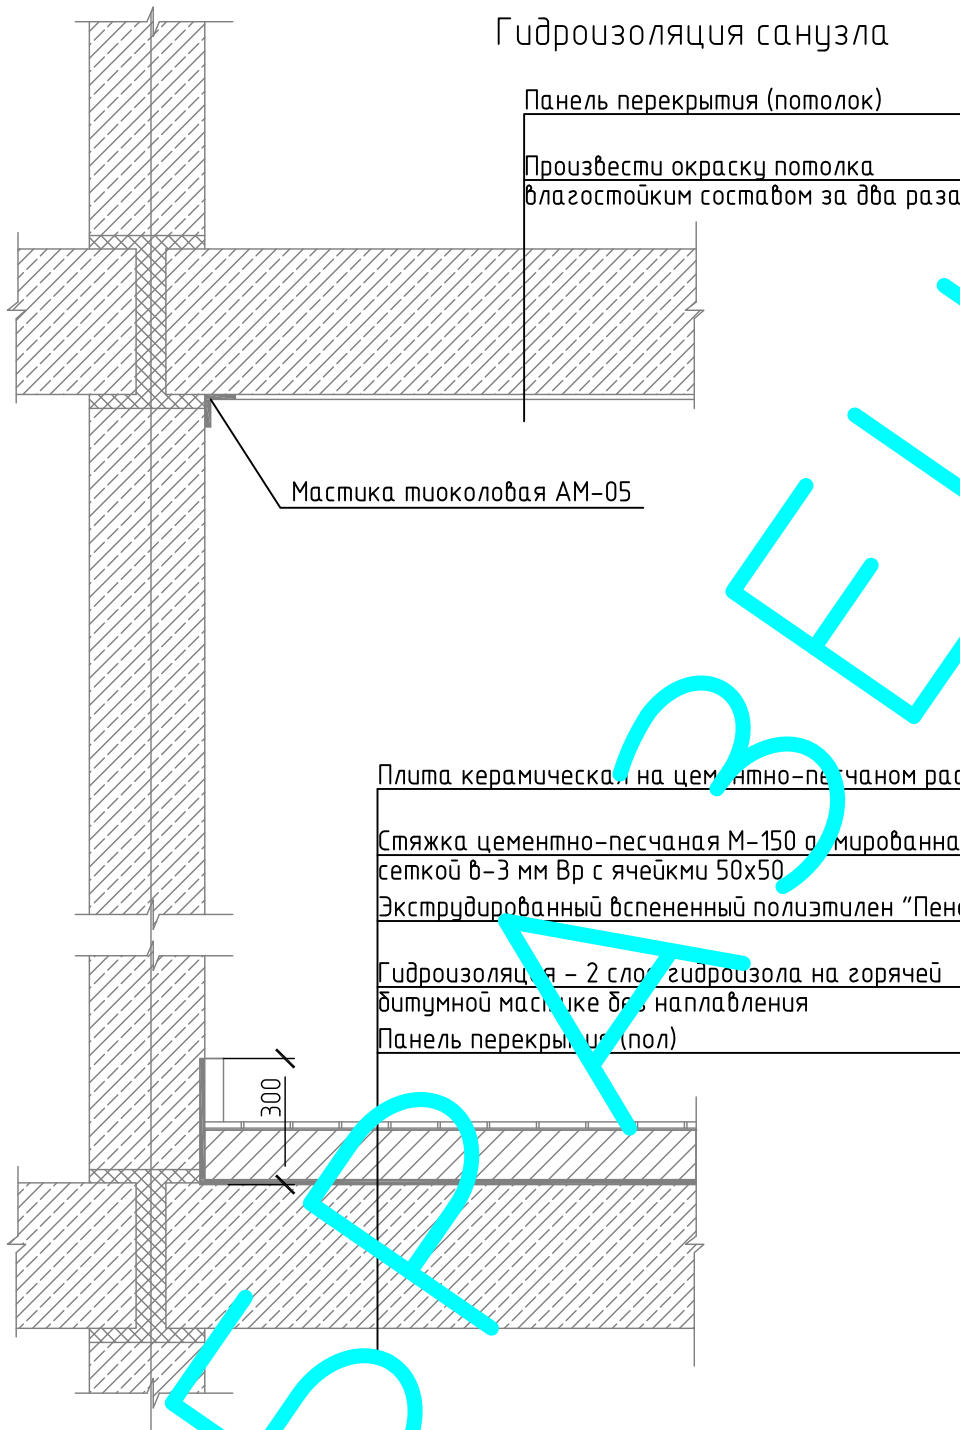 Гидроизоляция санузла
Панель перекрытия (потолок)
Произвести окраску потолка
влагостойким составом за два раза
Мастика тиоколовая АМ-05
Плита керамическая на цементно-песчаном
Стяжка цементно-песчаная М-150
сеткой в-3 мм Вр с ячейкми 50х50
Экструдированный вспененный полиэтилен
Гидроизоляция - 2 слоя гидроизола на горячей
битумной мастике без наплавления
Панель перекрытия (пол)
300